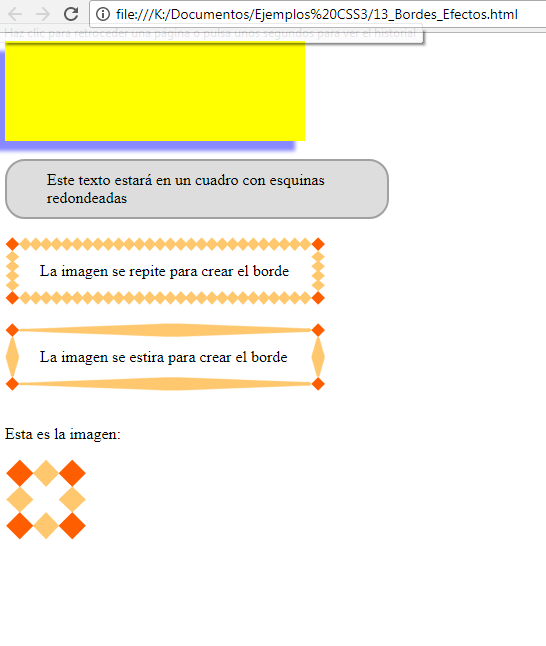 file:///K:/Documentos/Ejemplos%20CSS3/13_Bordes_Efectos.html
Haz clic para retroceder una página o pulsa unos segundos para ver el historial
Este texto estará en un cuadro con esquinas
redondeadas
La imagen se repite para crear el borde
La imagen se estira para crear el borde
Esta es la imagen: